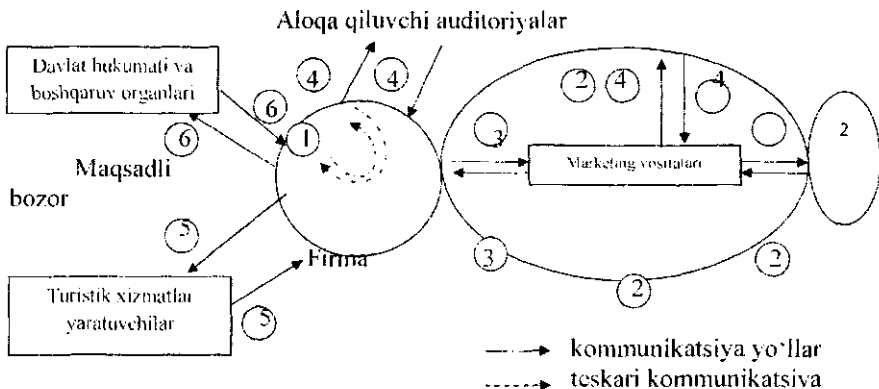 Aloqa qiluvchi auditoriyalar
Davlat hukumati va
boshqaruv organlari
4
4
2
4
4
6
6
1
3
2
Marketing vositalari
Maqsadli
bozor
5
Firma
3
2
2
Turistik xizmatlar
yaratuvchilar
5
kommunikatsiya yo‘llar
teskari kommunikatsiya